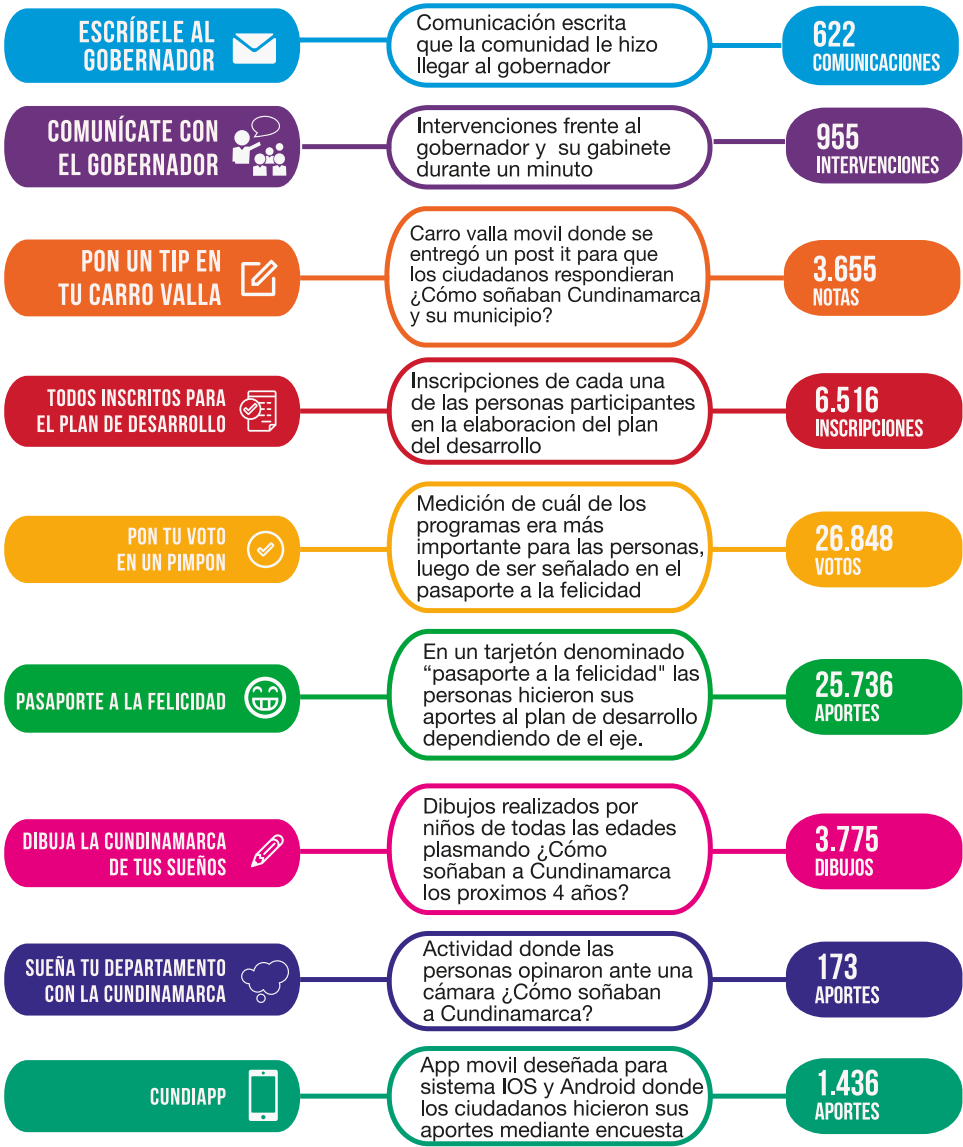 ESCRÍBELE AL
GOBERNADOR
Comunicación escrita
que la comunidad le hizo
llegar al gobernador
622
COMUNICACIONES
COMUNÍCATE CON
EL GOBERNADOR
Intervenciones frente al
gobernador y su gabinete
durante un minuto
955
INTERVENCIONES
PON UN TIP EN
TU CARRO VALLA
Carro valla movil donde se
entregó un post it para que
los ciudadanos respondieran
¿Cómo soñaban Cundinamarca
y su municipio?
3.655
NOTAS
TODOS INSCRITOS PARA
EL PLAN DE DESARROLLO
Inscripciones de cada una
de las personas participantes
en la elaboracion del plan
del desarrollo
6.516
INSCRIPCIONES
PON TU VOTO
EN UN PIMPON
Medición de cuál de los
programas era más
importante para las personas,
luego de ser señalado en el
pasaporte a la felicidad
26.848
VOTOS
PASAPORTE A LA FELICIDAD
En un tarjetón denominado
“pasaporte a la felicidad" las
personas hicieron sus
aportes al plan de desarrollo
dependiendo de el eje.
25.736
APORTES
DIBUJA LA CUNDINAMARCA
DE TUS SUEÑOS
Dibujos realizados por
niños de todas las edades
plasmando ¿Cómo
soñaban a Cundinamarca
los proximos 4 años?
3.775
DIBUJOS
SUEÑA TU DEPARTAMENTO
CON LA CUNDINAMARCA
Actividad donde las
personas opinaron ante una
cámara ¿Cómo soñaban
a Cundinamarca?
173
APORTES
CUNDIAPP
App movil deseñada para
sistema IOS y Android donde
los ciudadanos hicieron sus
aportes mediante encuesta
1.436
APORTES